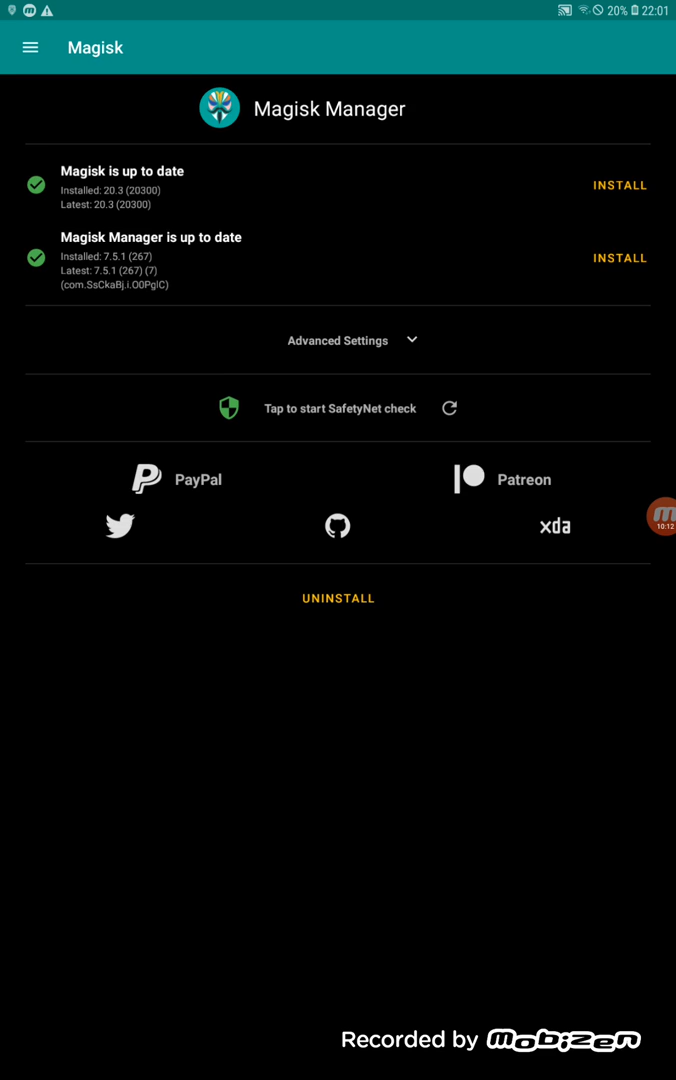 20% 22:01
Magisk
Magisk Manager
Magisk is up to date
Installed: 20.3 (20300)
Latest: 20.3 (20300)
INSTALL
Magisk Manager is up to date
Installed: 7.5.1 (267)
Latest: 7.5.1 (267) (7)
(com.SsCkaBj.i.O0PglC)
INSTALL
Advanced Settings
Tap to start SafetyNet check
PayPal
Patreon
xda
10:12
UNINSTALL
Recorded by mobizen